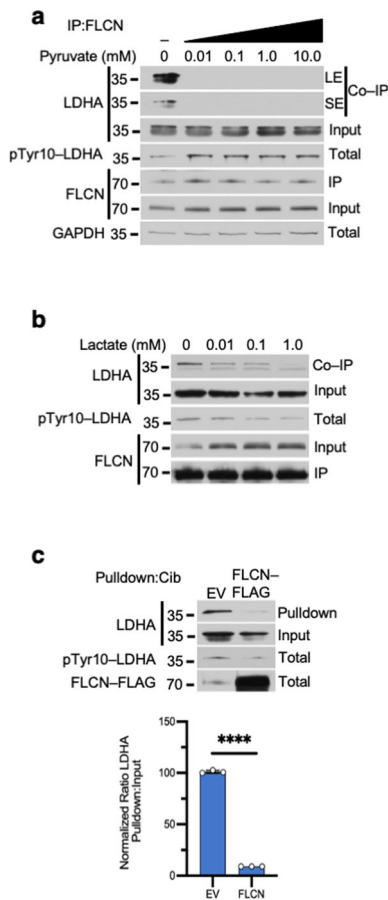 a
IP:FLCN
–
Pyruvate (mM) 0.01 0.1 1.0 10.0
LDHA 35 LE Co–IP
35 SE
35 Input
pTyr10–LDHA 35 Total
FLCN 70 IP
70 Input
GAPDH 35 Total
b
Lactate (mM) 0 0.01 0.1 1.0
LDHA 35 Co–IP
35 Input
pTyr10–LDHA 35 Total
FLCN 70 Input
70 IP
c
Pulldown:Cib EV FLCN–
FLAG
LDHA 35 Pulldown
35 Input
pTyr10–LDHA 35 Total
FLCN–FLAG 70 Total
Normalized Ratio LDHA
Pulldown:Input
150
100
50
0
****
EV FLCN